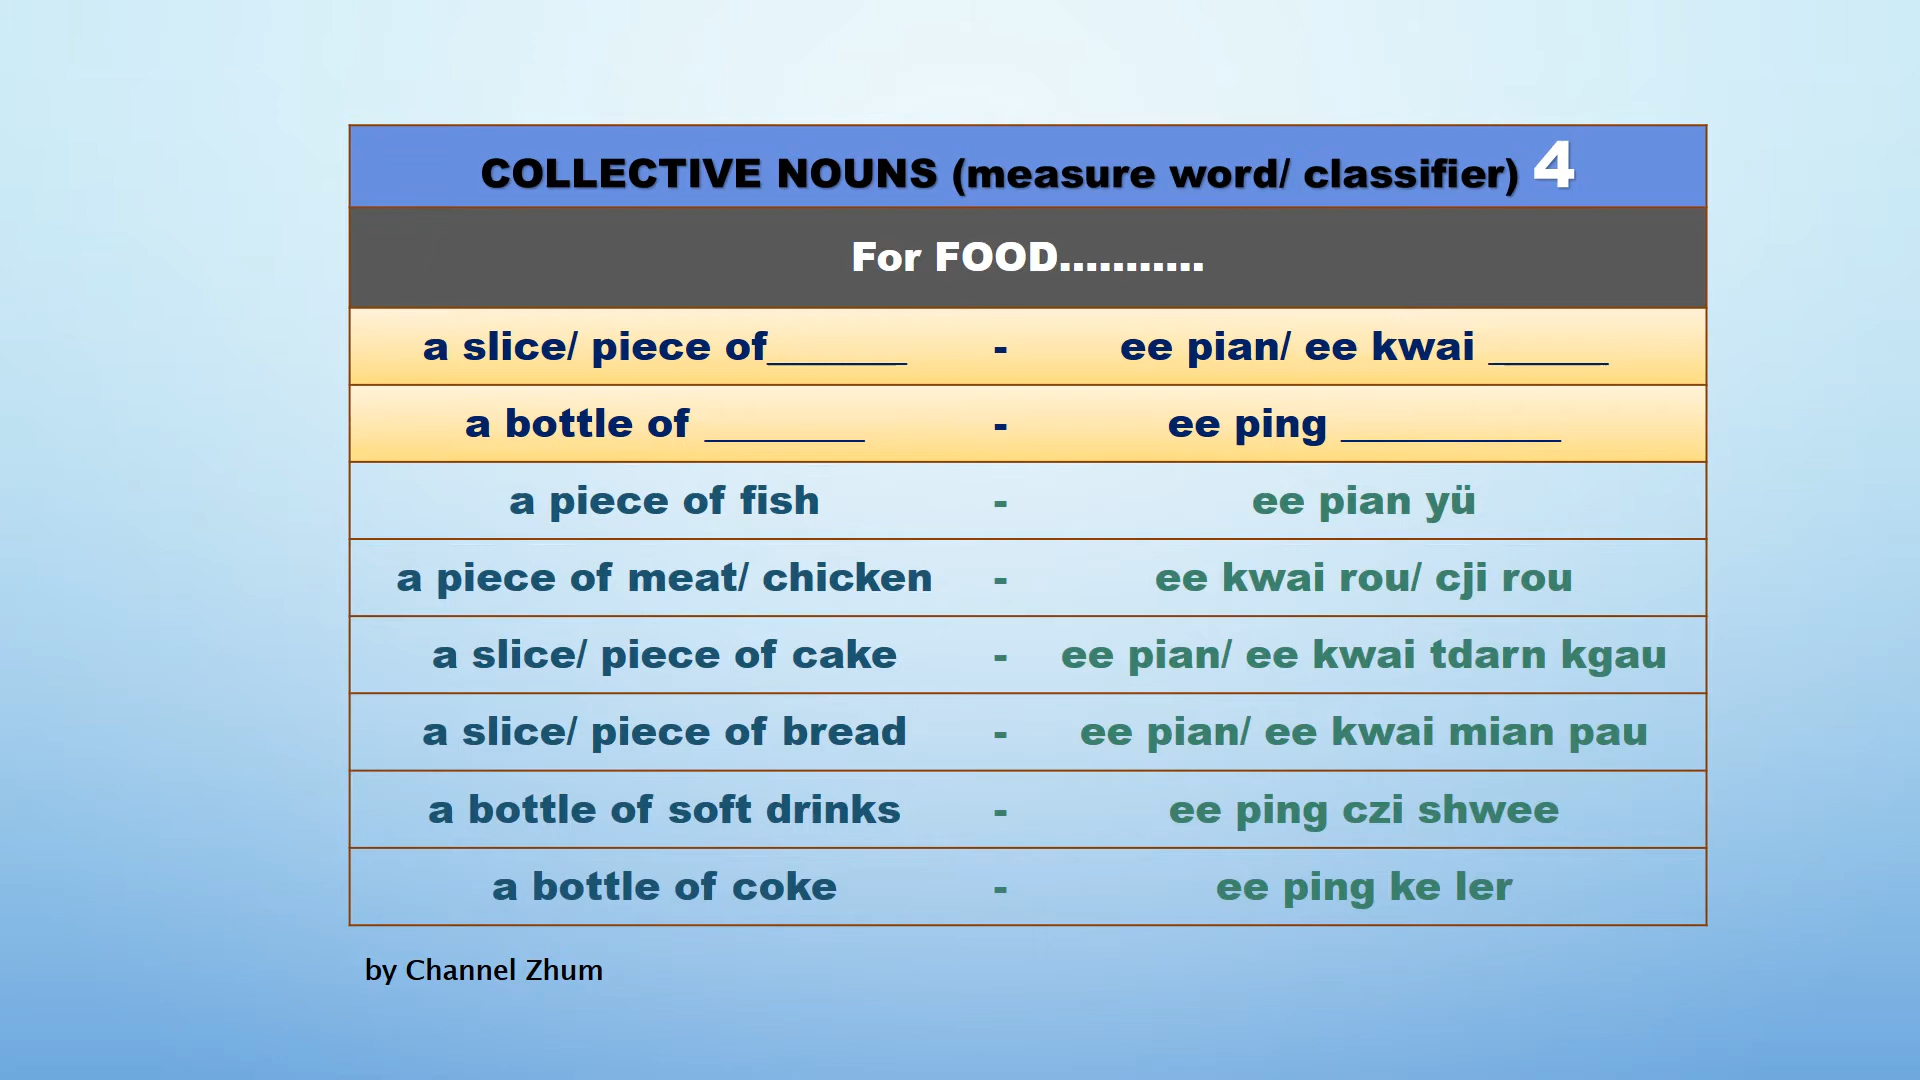 COLLECTIVE NOUNS (measure word/ classifier) 4
For FOOD...........
a slice/ piece of_______ - ee pian/ ee kwai ______
a bottle of ________ - ee ping ___________
a piece of fish - ee pian yü
a piece of meat/ chicken - ee kwai rou/ cji rou
a slice/ piece of cake - ee pian/ ee kwai tdarn kgau
a slice/ piece of bread - ee pian/ ee kwai mian pau
a bottle of soft drinks - ee ping czi shwee
a bottle of coke - ee ping ke ler
by Channel Zhum